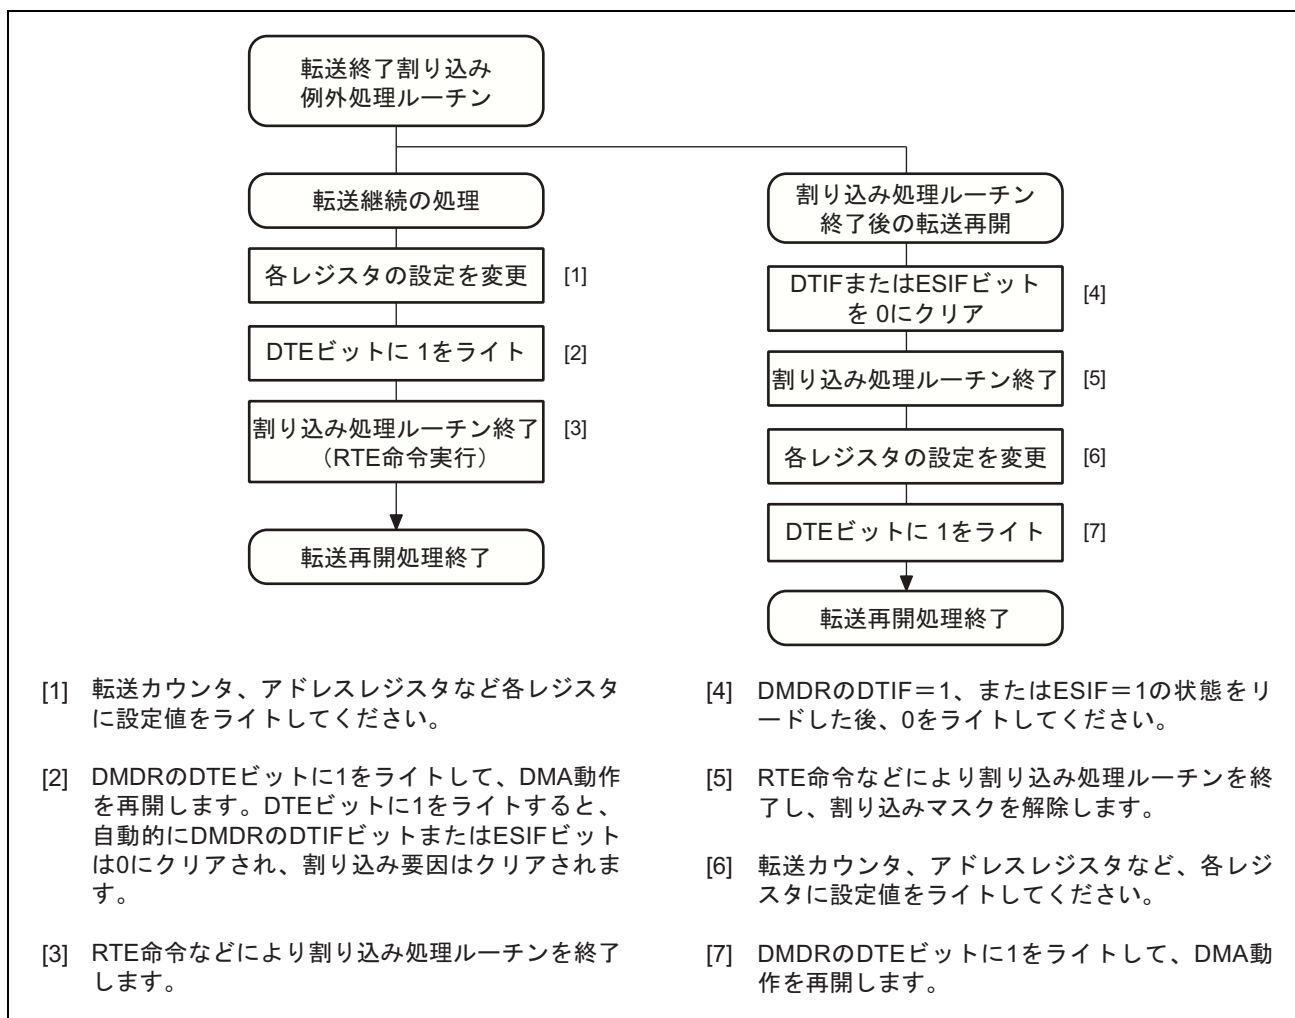 転送終了割り込み
例外処理ルーチン
転送継続の処理
各レジスタの設定を変更 [1]
DTEビットに 1をライト [2]
割り込み処理ルーチン終了 [3]
（RTE命令実行）
転送再開処理終了
割り込み処理ルーチン
終了後の転送再開
DTIFまたはESIFビット
を 0にクリア [4]
割り込み処理ルーチン終了 [5]
各レジスタの設定を変更 [6]
DTEビットに 1をライト [7]
転送再開処理終了
[1] 転送カウンタ、アドレスレジスタなど各レジスタ
に設定値をライトしてください。
[2] DMDRのDTEビットに1をライトして、DMA動作
を再開します。DTEビットに1をライトすると、
自動的にDMDRのDTIFビットまたはESIFビット
は0にクリアされ、割り込み要因はクリアされま
す。
[3] RTE命令などにより割り込み処理ルーチンを終了
します。
[4] DMDRのDTIF＝1、またはESIF＝1の状態をリ
ードした後、0をライトしてください。
[5] RTE命令などにより割り込み処理ルーチンを終
了し、割り込みマスクを解除します。
[6] 転送カウンタ、アドレスレジスタなど、各レジ
スタに設定値をライトしてください。
[7] DMDRのDTEビットに1をライトして、DMA動
作を再開します。